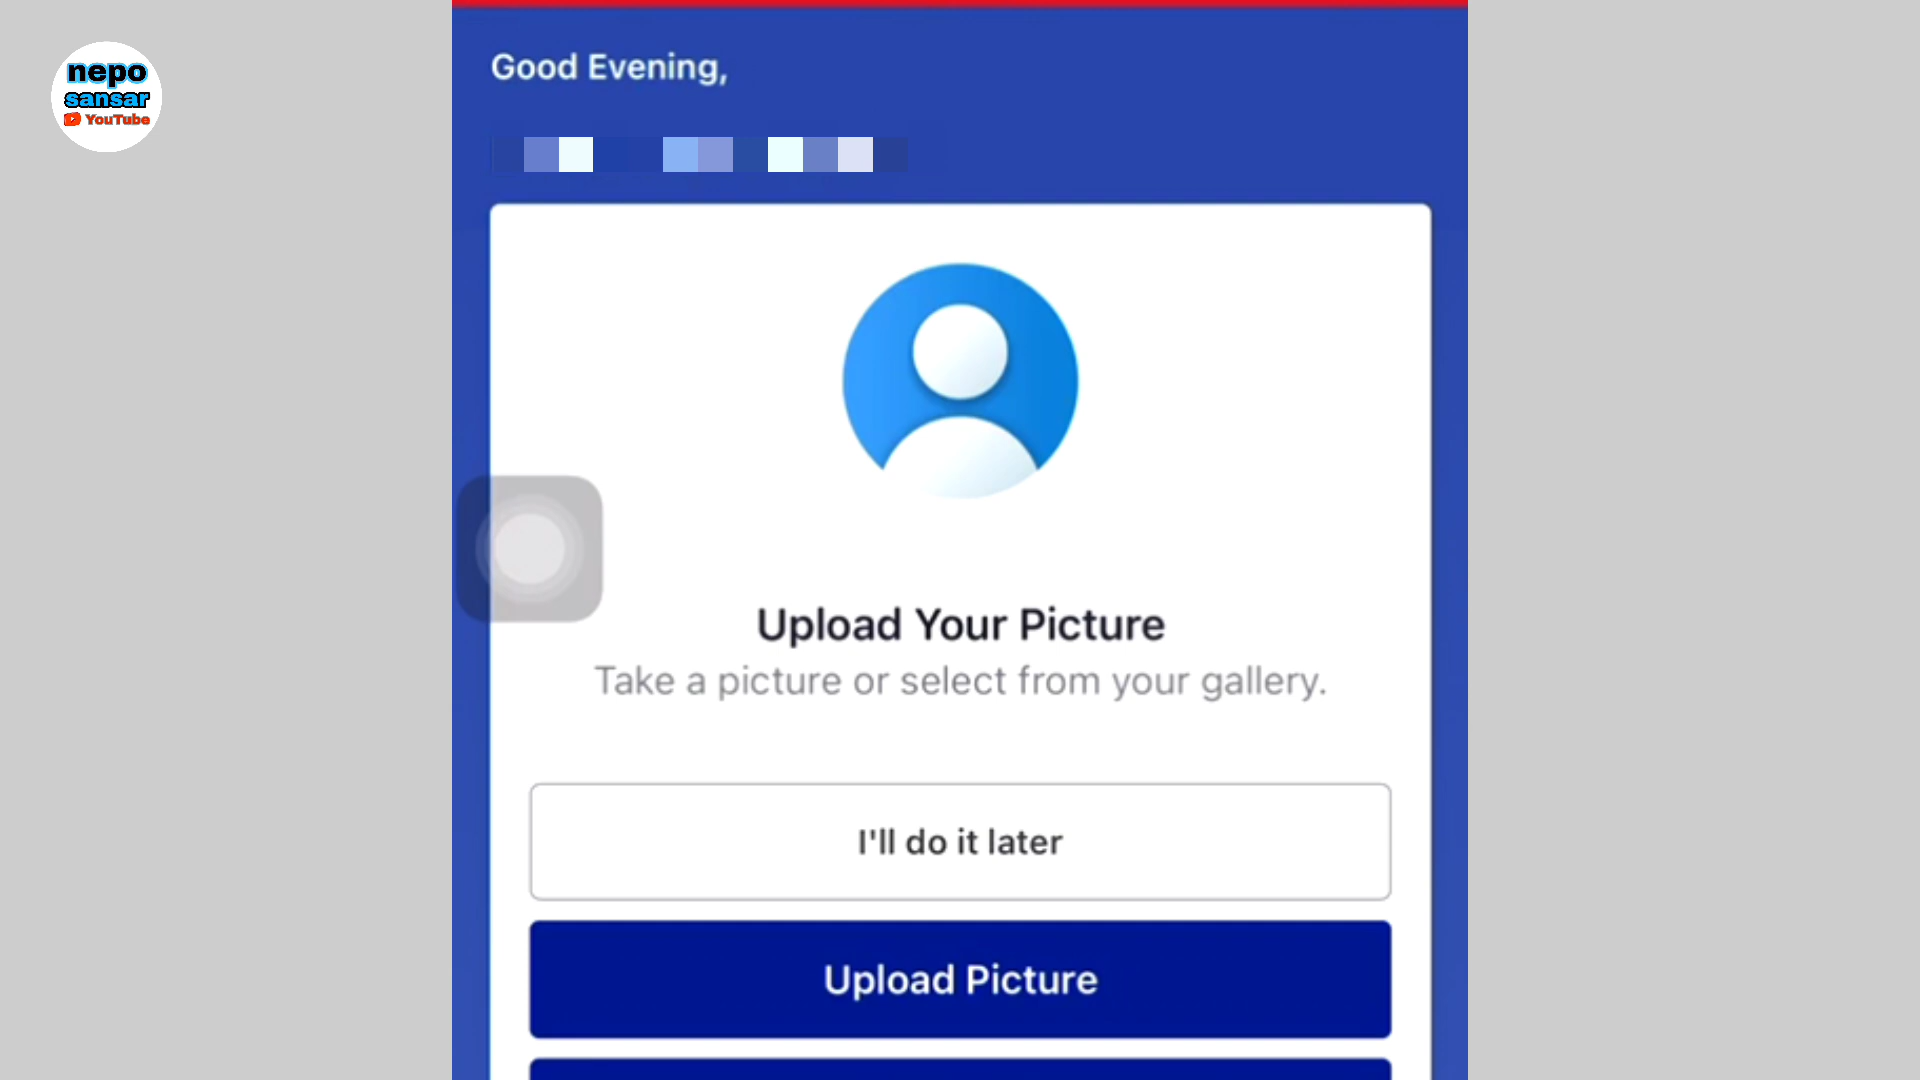 nepo
sansar
YouTube
Good Evening,
Upload Your Picture
Take a picture or select from your gallery.
I'll do it later
Upload Picture